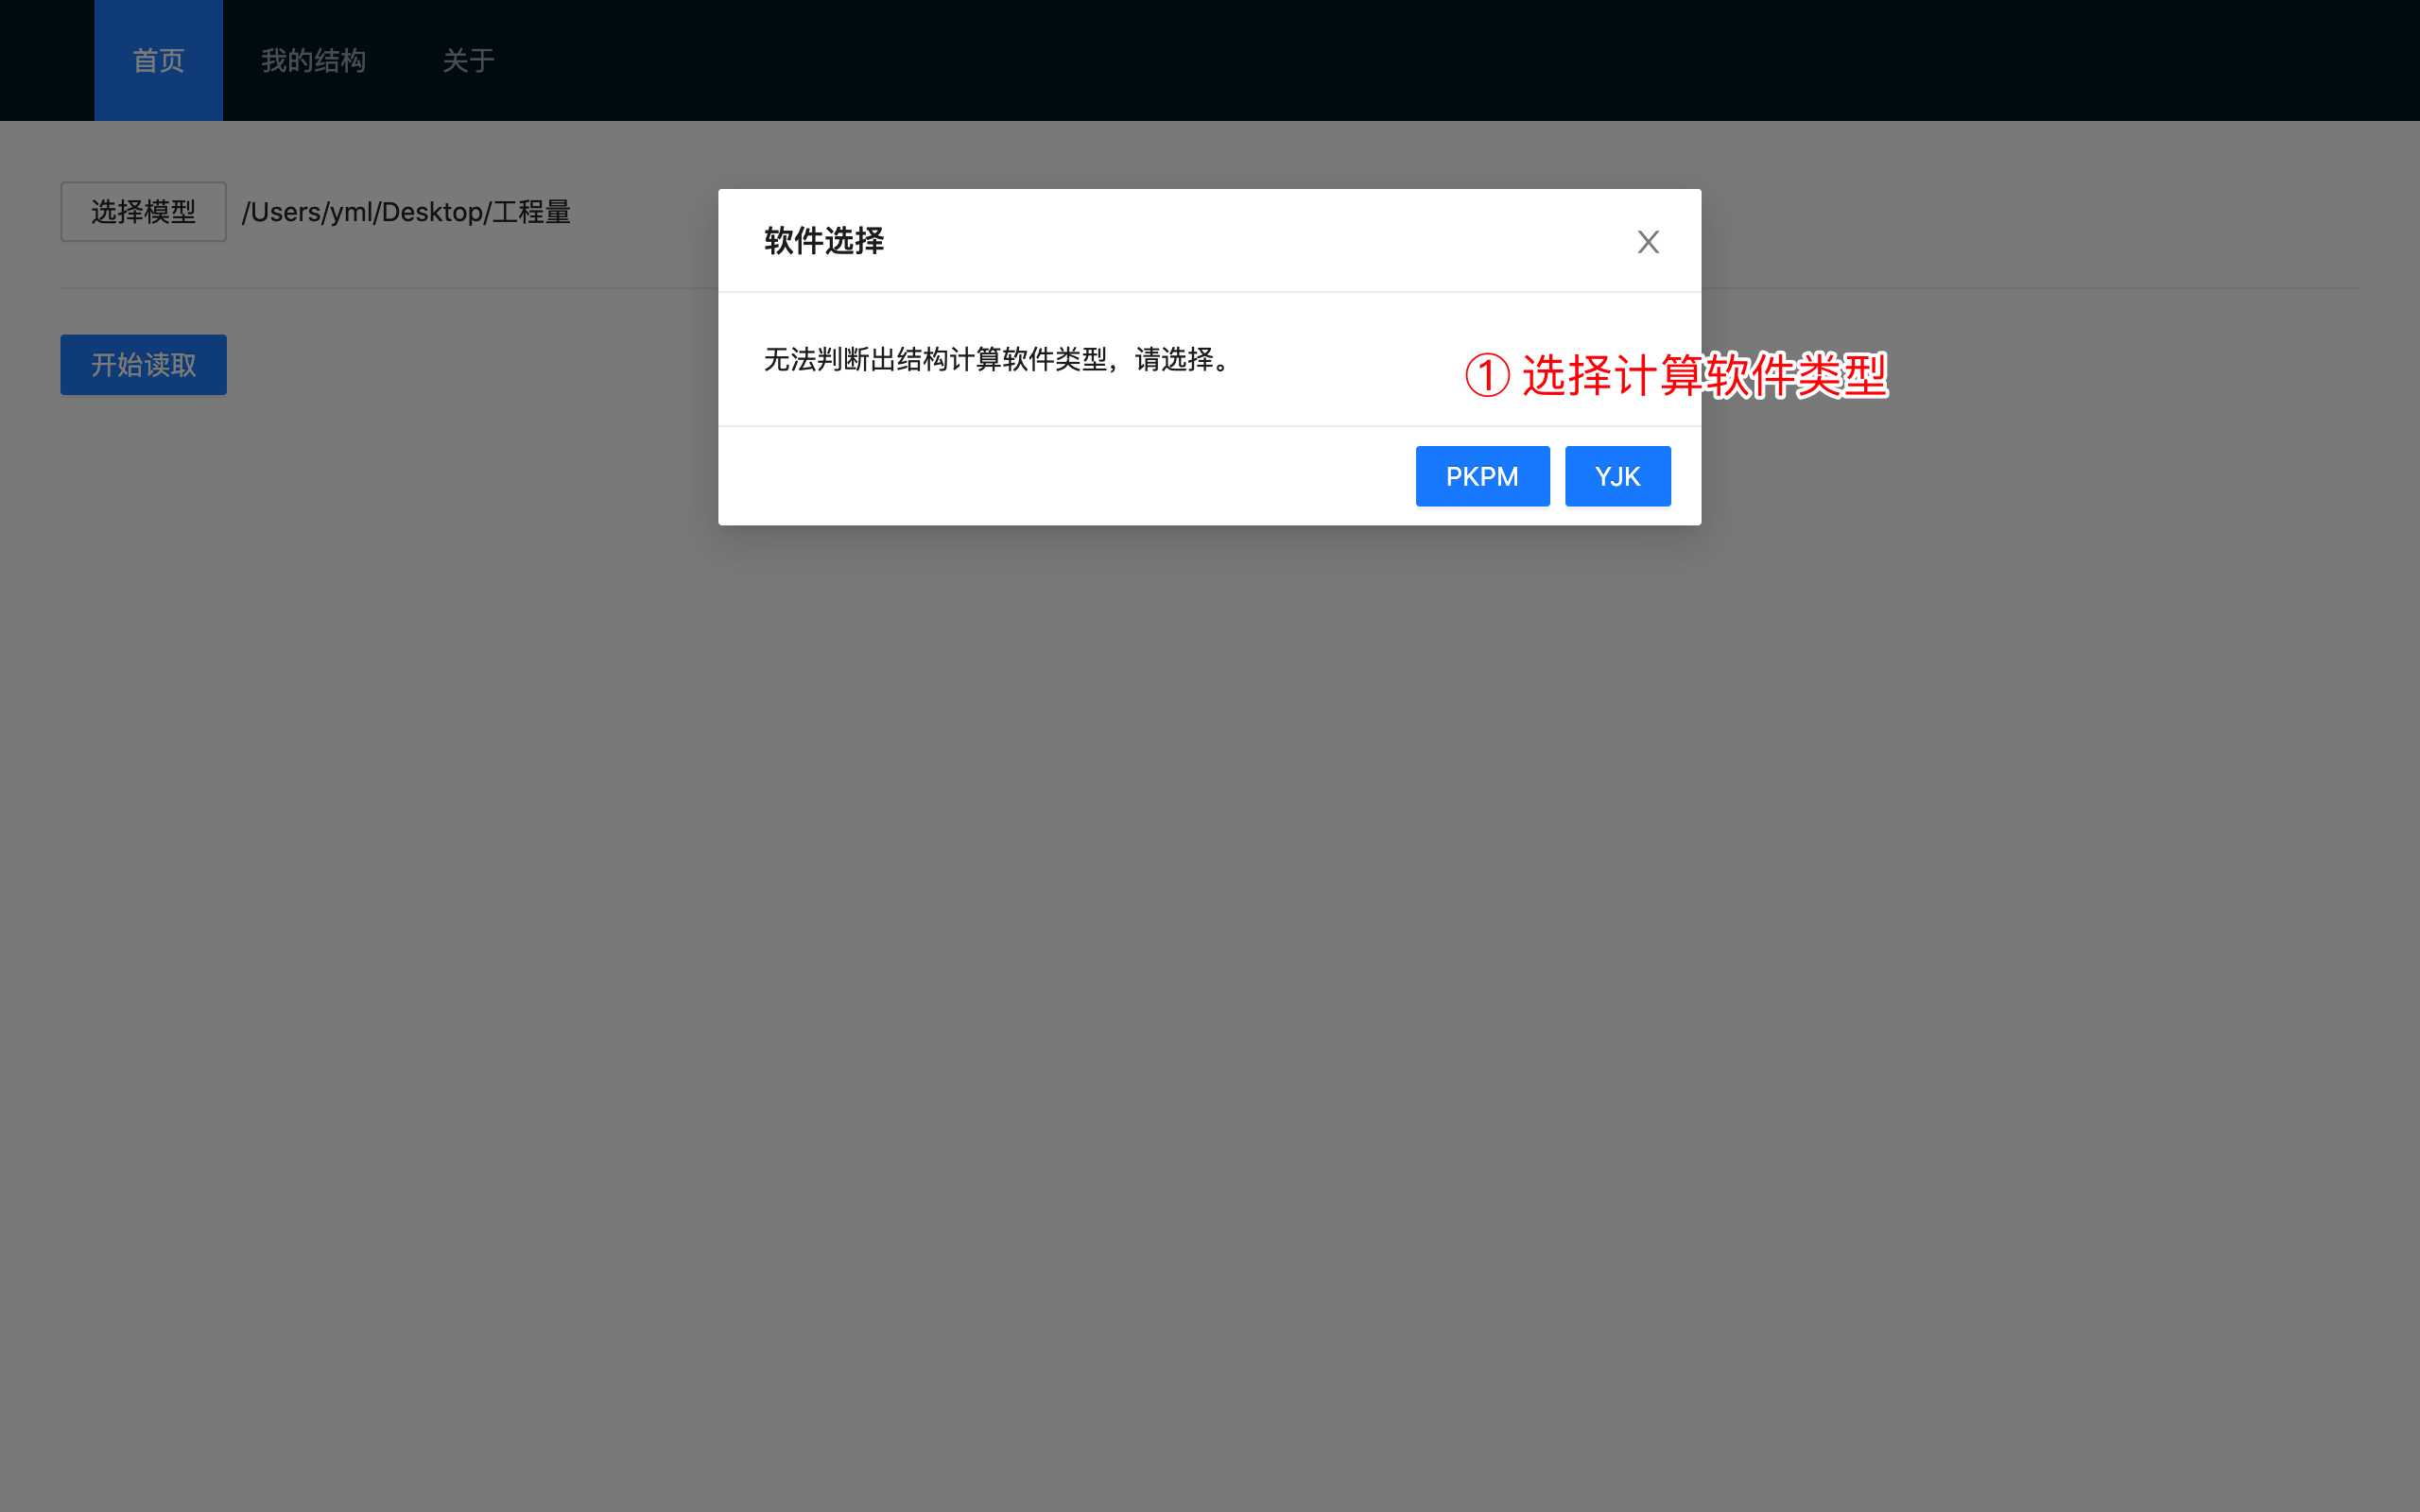 首页 我的结构 关于
选择模型 /Users/yml/Desktop/工程量
开始读取
软件选择
无法判断出结构计算软件类型，请选择。
① 选择计算软件类型
PKPM YJK